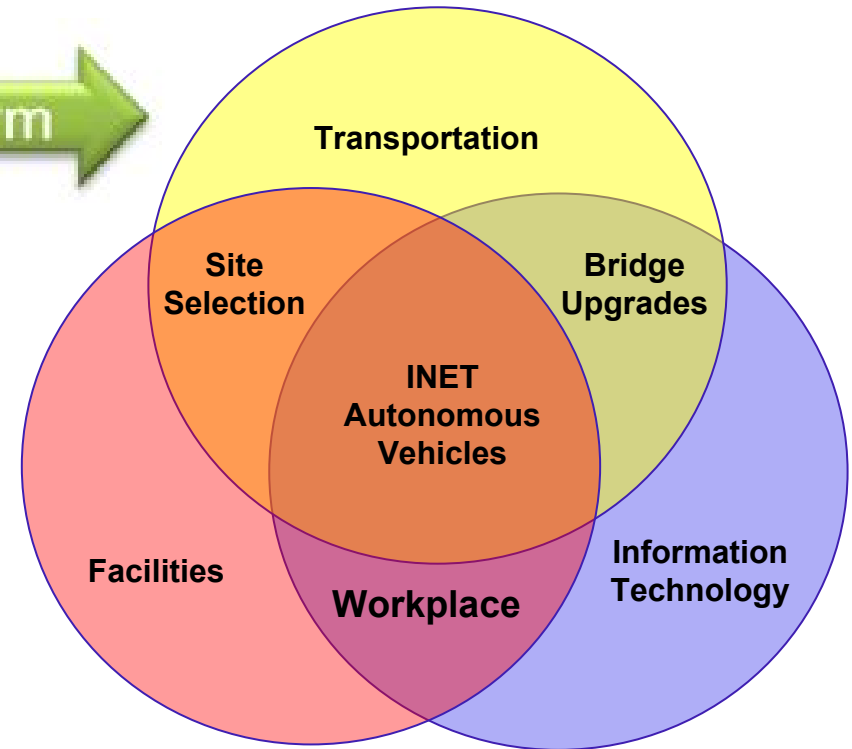 m
Transportation
Site
Selection
Bridge
Upgrades
INET
Autonomous
Vehicles
Facilities
Workplace
Information
Technology